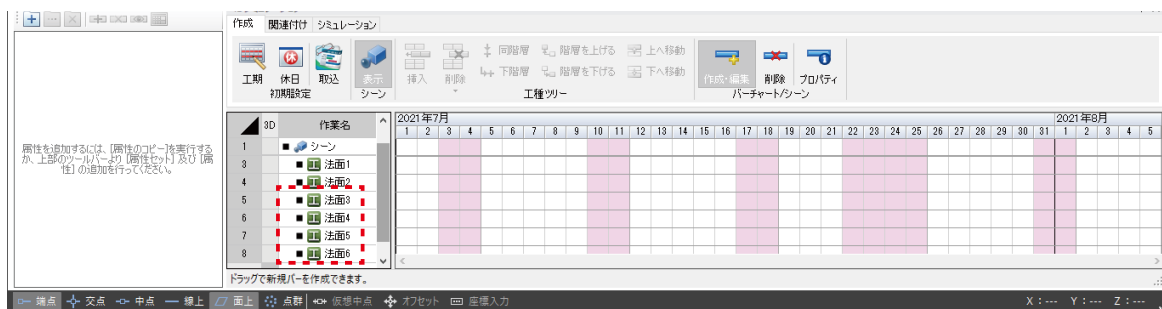 作成 関連付け シミュレーション
工期 休日 取込 表示 挿入 削除 同階層 階層を上げる 上へ移動 作成・編集 削除 プロパティ
下階層 階層を下げる 下へ移動
初期設定 シーン 工種ツリー バーチャート/シーン
属性を追加するには、[属性のコピー]を実行する
か、上部のツールバーより [属性セット] 及び [属
性] の追加を行ってください。
3D 作業名 2021年7月 2021年8月
1 2 3 4 5 6 7 8 9 10 11 12 13 14 15 16 17 18 19 20 21 22 23 24 25 26 27 28 29 30 31 1 2 3 4 5
1 シーン
3 法面1
4 法面2
5 法面3
6 法面4
7 法面5
8 法面6
ドラッグで新規バーを作成できます。
端点 交点 中点 線上 面上 点群 仮想中点 オフセット 座標入力 X : --- Y : --- Z : ---